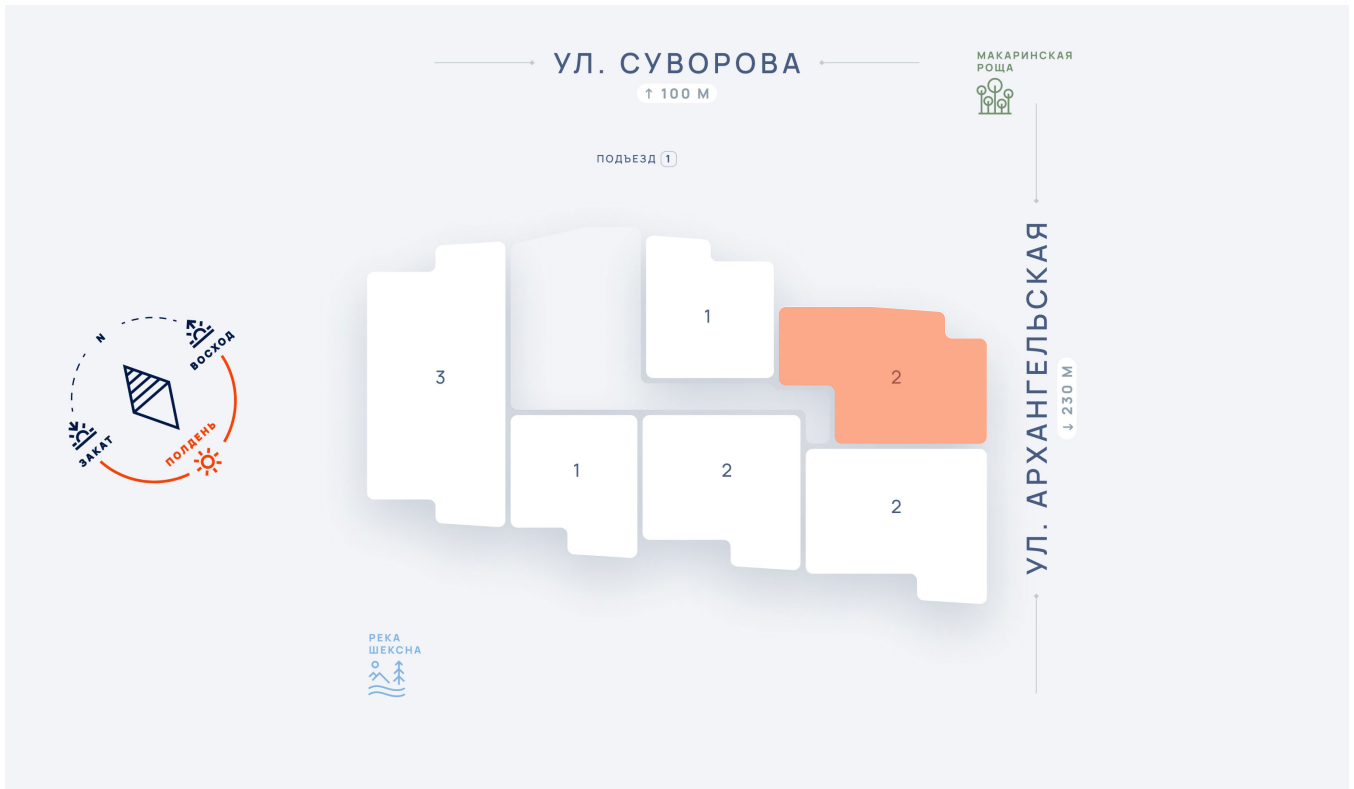 УЛ. СУВОРОВА
↑ 100 М
МАКАРИНСКАЯ
РОЩА
ПОДЪЕЗД 1
УЛ. АРХАНГЕЛЬСКАЯ
↓ 230 М
1
2
3
1
2
2
N
ВОСХОД
ПОЛДЕНЬ
ЗАКАТ
РЕКА
ШЕКСНА